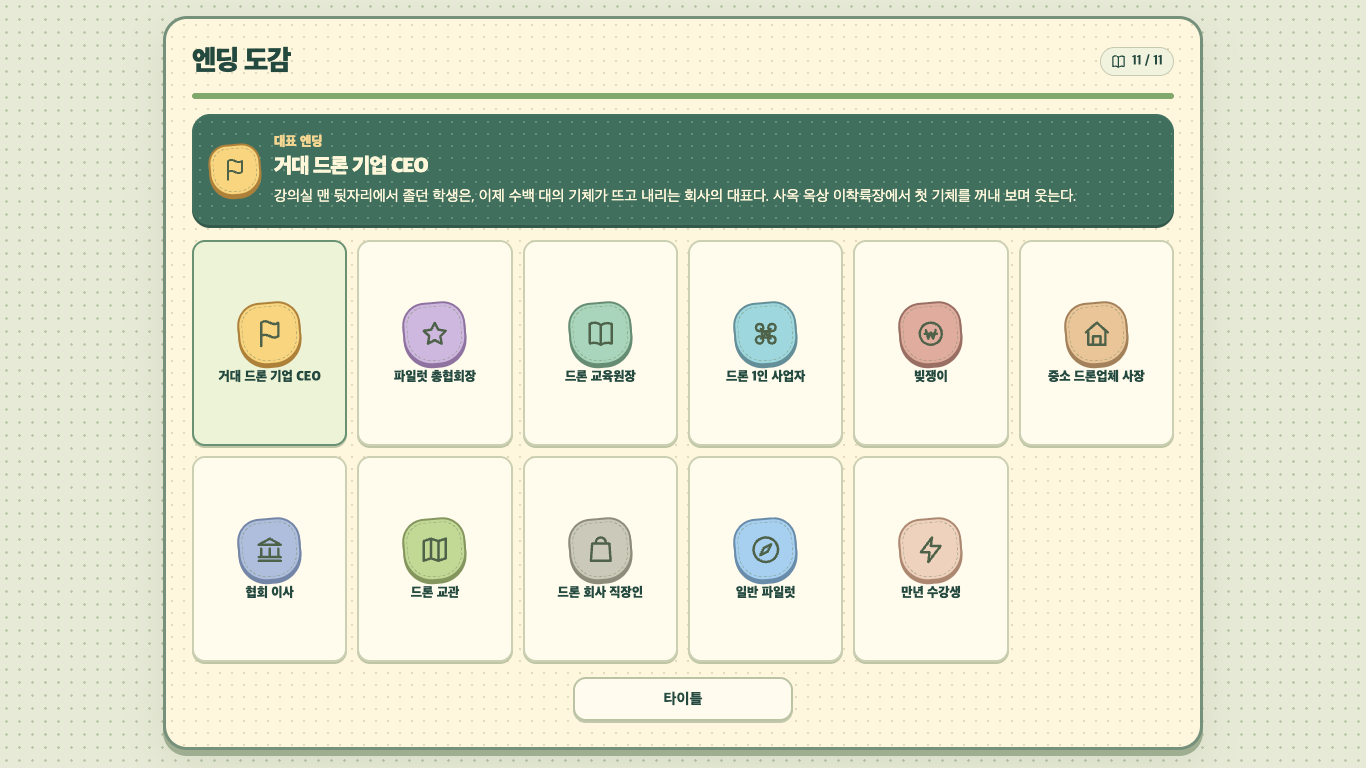 엔딩 도감
11 / 11
대표 엔딩
거대 드론 기업 CEO
강의실 맨 뒷자리에서 졸던 학생은, 이제 수백 대의 기체가 뜨고 내리는 회사의 대표다. 사옥 옥상 이착륙장에서 첫 기체를 꺼내 보며 웃는다.
거대 드론 기업 CEO
파일럿 총협회장
드론 교육원장
드론 1인 사업자
빚쟁이
중소 드론업체 사장
협회 이사
드론 교관
드론 회사 직장인
일반 파일럿
만년 수강생
타이틀